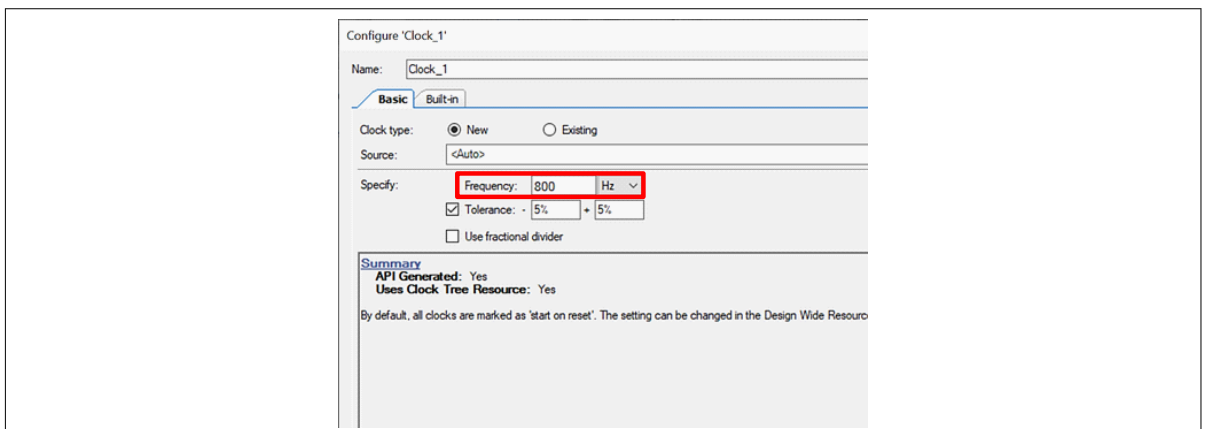 Configure 'Clock_1'
Name: Clock_1
Basic Built-in
Clock type: New Existing
Source: <Auto>
Specify: Frequency: 800 Hz
Tolerance: - 5% + 5%
Use fractional divider
Summary
API Generated: Yes
Uses Clock Tree Resource: Yes
By default, all clocks are marked as 'start on reset'. The setting can be changed in the Design Wide Resourc